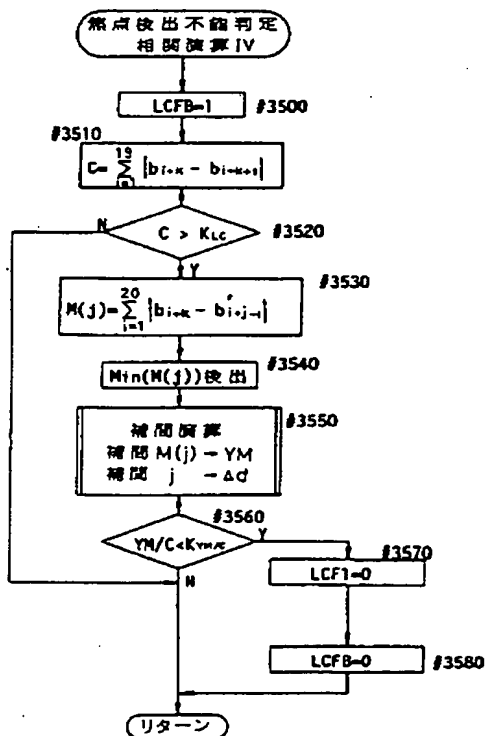 焦点検出不能判定
相関演算IV
LCFB=1 #3500
#3510
C= 19 Σ i=1 |bi+k - bi+k+1|
N
C > KLC #3520
Y
#3530
M(j)= 20 Σ i=1 |bi+k - b'i+j-1|
Min(M(j))検出 #3540
#3550
補間演算
補間 M(j) → YM
補間 j → Δd
#3560
YM/C<KYM/C Y
N
#3570
LCF1=0
LCFB=0 #3580
リターン